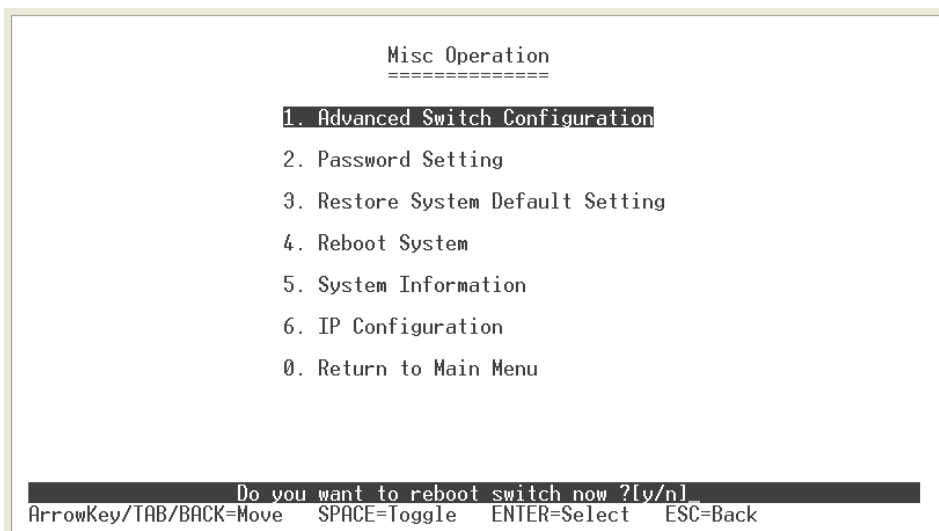 Misc Operation
==============
1. Advanced Switch Configuration
2. Password Setting
3. Restore System Default Setting
4. Reboot System
5. System Information
6. IP Configuration
0. Return to Main Menu
Do you want to reboot switch now ?[y/n]_
ArrowKey/TAB/BACK=Move SPACE=Toggle ENTER=Select ESC=Back